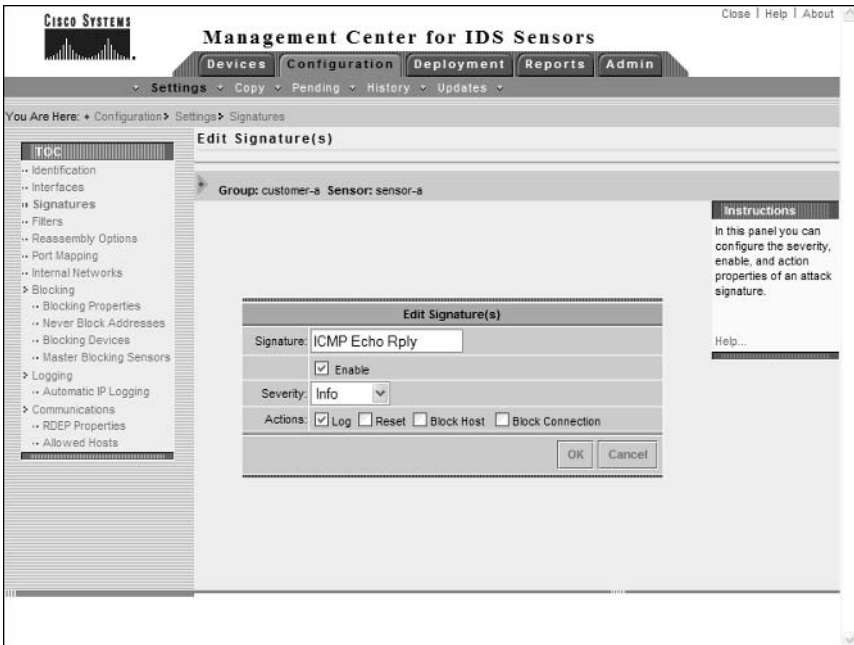 Close | Help | About
CISCO SYSTEMS
Management Center for IDS Sensors
Devices Configuration Deployment Reports Admin
Settings Copy Pending History Updates
You Are Here: Configuration > Settings > Signatures
Edit Signature(s)
TOC
Identification
Interfaces
Signatures
Filters
Reassembly Options
Port Mapping
Internal Networks
Blocking
Blocking Properties
Never Block Addresses
Blocking Devices
Master Blocking Sensors
Logging
Automatic IP Logging
Communications
RDEP Properties
Allowed Hosts
Group: customer-a Sensor: sensor-a
Edit Signature(s)
Signature: ICMP Echo Rply
Enable
Severity: Info
Actions: Log Reset Block Host Block Connection
OK Cancel
Instructions
In this panel you can
configure the severity,
enable, and action
properties of an attack
signature.
Help...